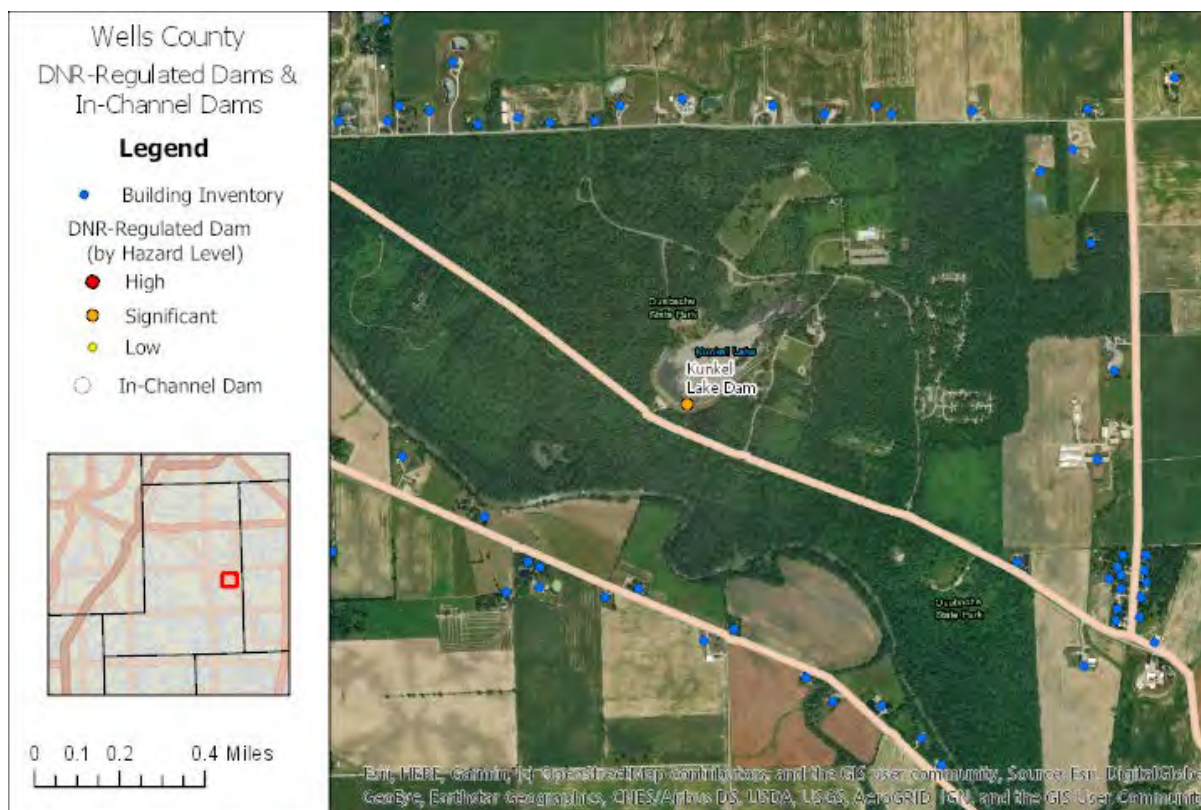 Wells County
DNR-Regulated Dams &
In-Channel Dams
Legend
Building Inventory
DNR-Regulated Dam
(by Hazard Level)
High
Significant
Low
In-Channel Dam
0 0.1 0.2 0.4 Miles
Ouabache
State Park
Kunkel Lake
Kunkel
Lake Dam
Ouabache
State Park
Esri, HERE, Garmin, (c) OpenStreetMap contributors, and the GIS user community, Source: Esri, DigitalGlobe
GeoEye, Earthstar Geographics, CNES/Airbus DS, USDA, USGS, AeroGRID, IGN, and the GIS User Communit